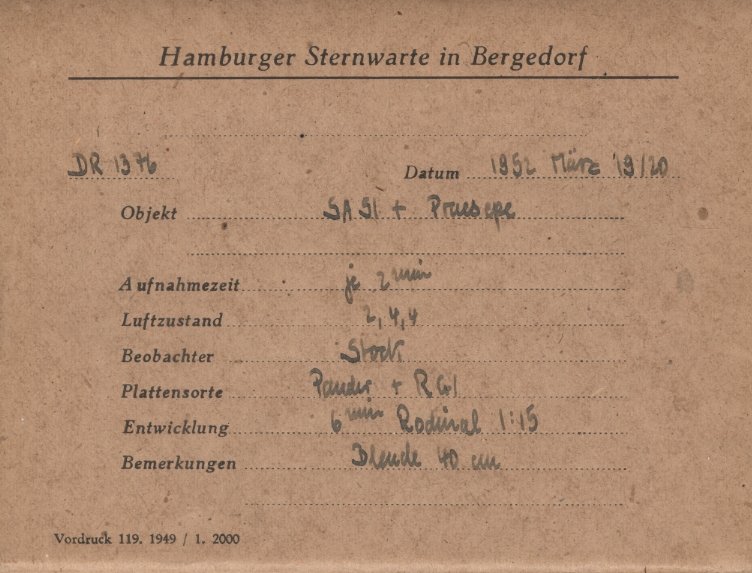 Hamburger Sternwarte in Bergedorf
DR 1376 Datum 1952 März 19/20
Objekt SA 51 + Praesepe
Aufnahmezeit je 2 min
Luftzustand 2, 4, 4
Beobachter Stock
Plattensorte + RG1
Entwicklung 6 min Rodinal 1:15
Bemerkungen Blende 40 cm
Vordruck 119. 1949 / 1. 2000